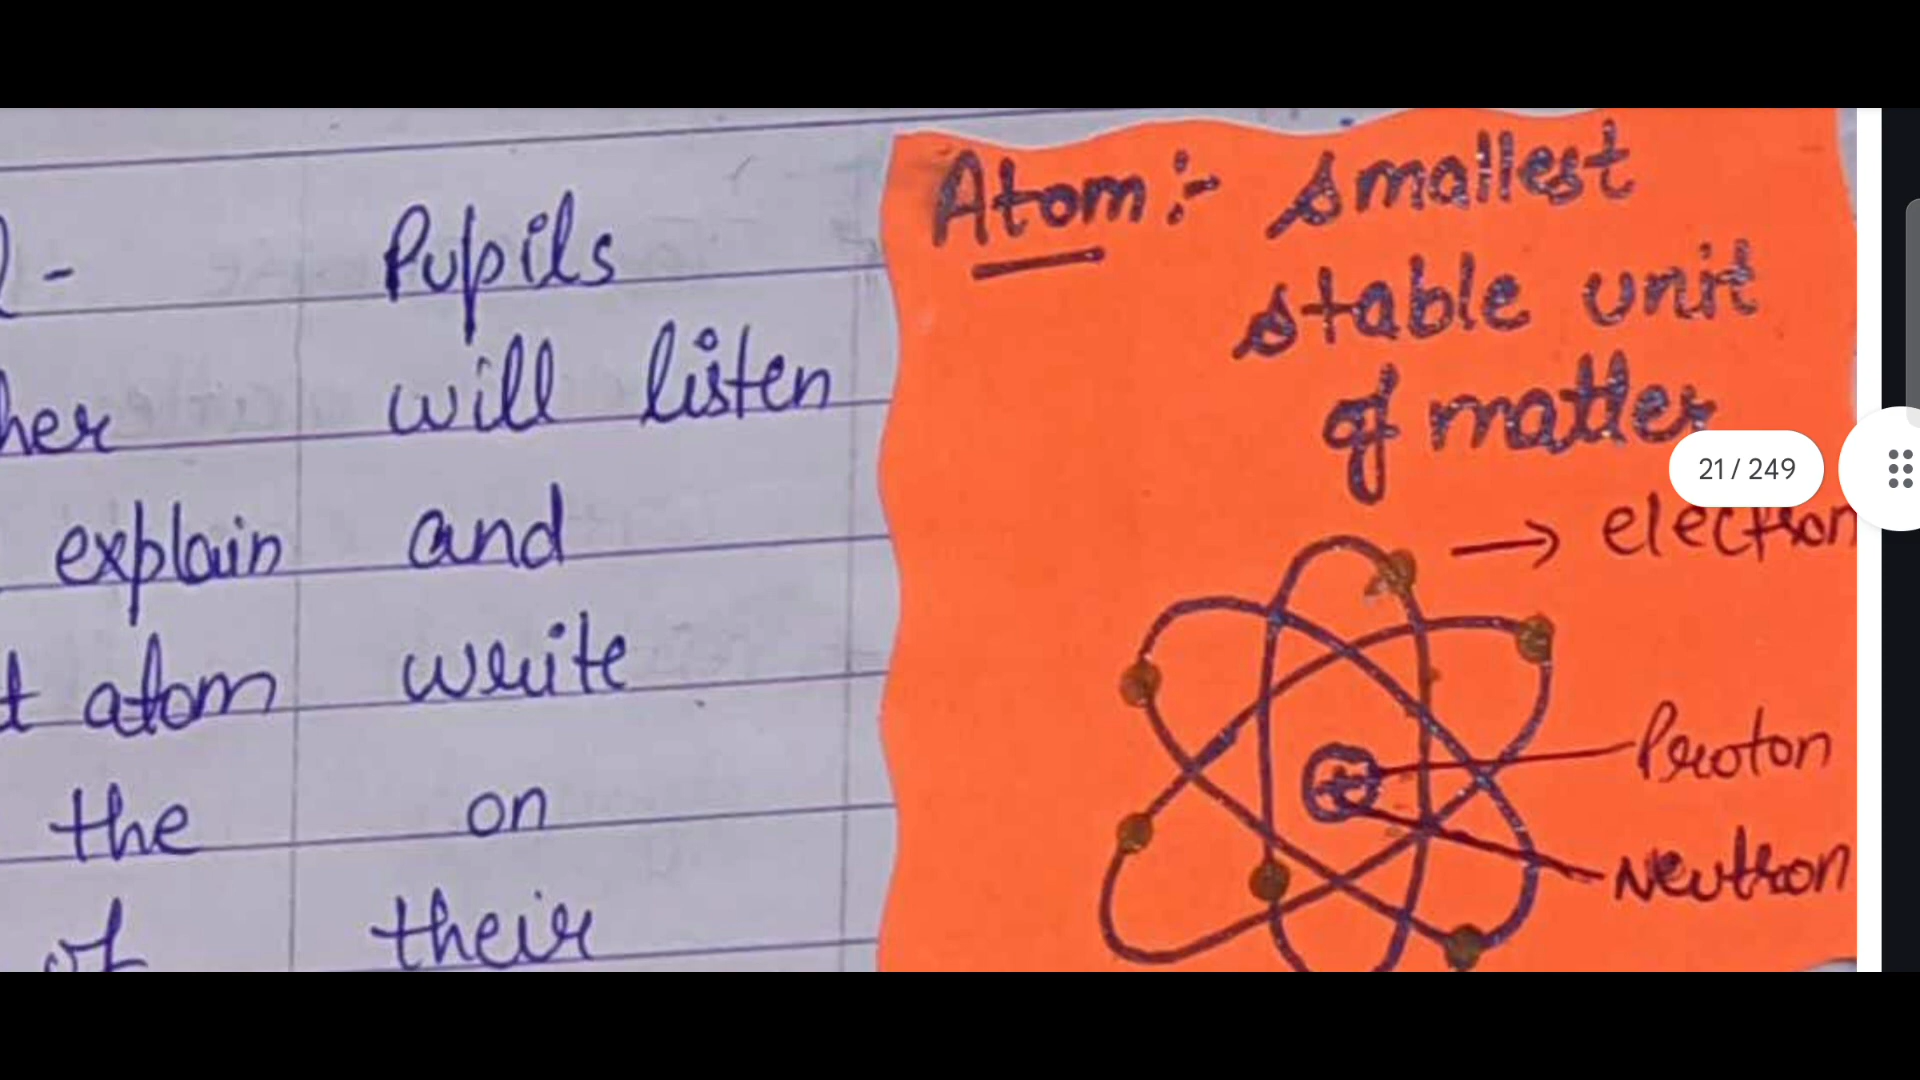 - Pupils
her will listen
explain and
t atom write
the on
of their
Atom :- smallest
stable unit
of matter
21 / 249
→ electron
Proton
Neutron